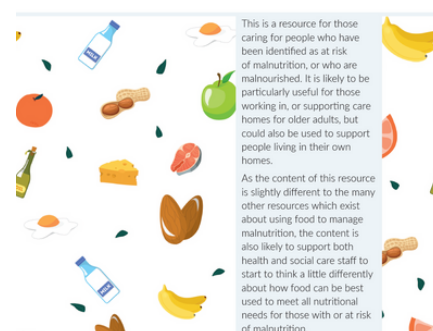 This is a resource for those
caring for people who have
been identified as at risk
of malnutrition, or who are
malnourished. It is likely to be
particularly useful for those
working in, or supporting care
homes for older adults, but
could also be used to support
people living in their own
homes.
As the content of this resource
is slightly different to the many
other resources which exist
about using food to manage
malnutrition, the content is
also likely to support both
health and social care staff to
start to think a little differently
about how food can be best
used to meet all nutritional
needs for those with or at risk
of malnutrition
MILK
MILK